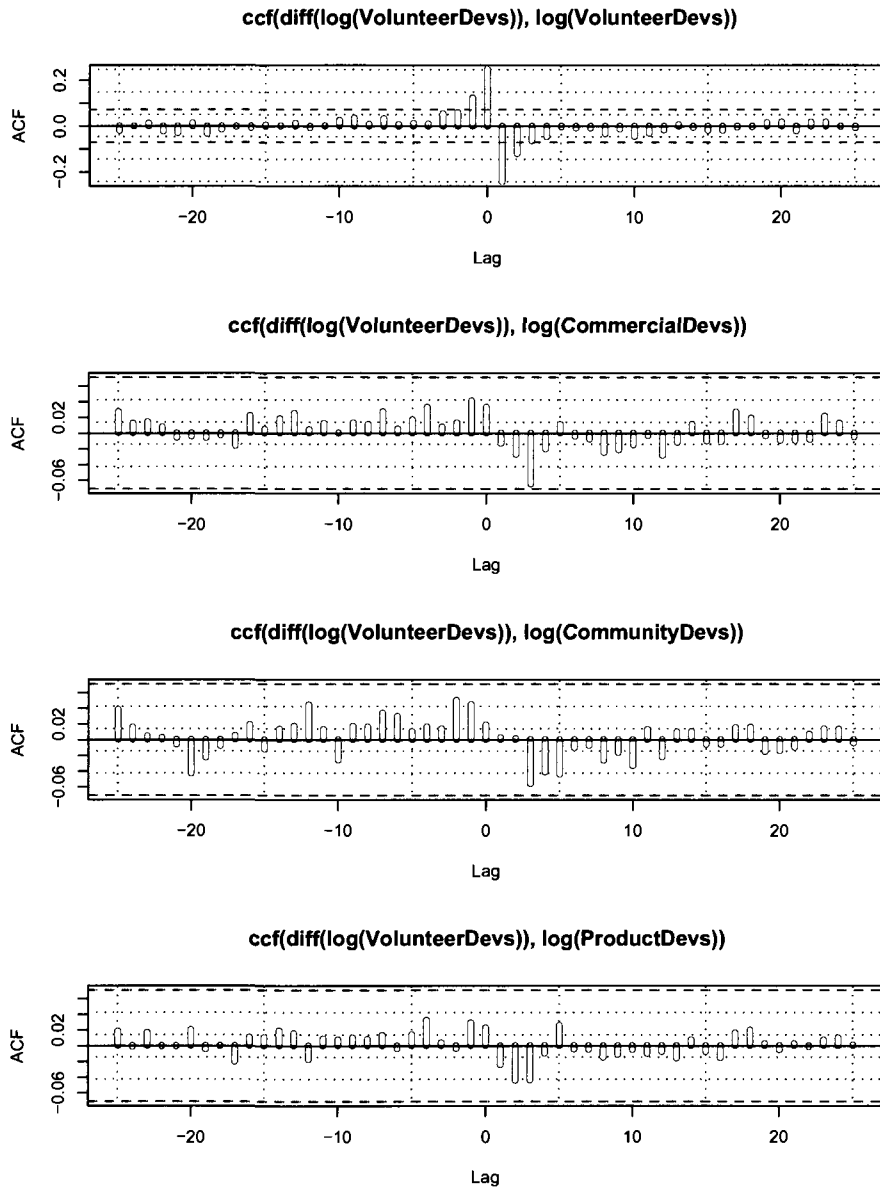 ccf(diff(log(VolunteerDevs)), log(VolunteerDevs))
ACF
0.2
0.0
−0.2
−20
−10
0
10
20
Lag
ccf(diff(log(VolunteerDevs)), log(CommercialDevs))
ACF
0.02
−0.06
−20
−10
0
10
20
Lag
ccf(diff(log(VolunteerDevs)), log(CommunityDevs))
ACF
0.02
−0.06
−20
−10
0
10
20
Lag
ccf(diff(log(VolunteerDevs)), log(ProductDevs))
ACF
0.02
−0.06
−20
−10
0
10
20
Lag